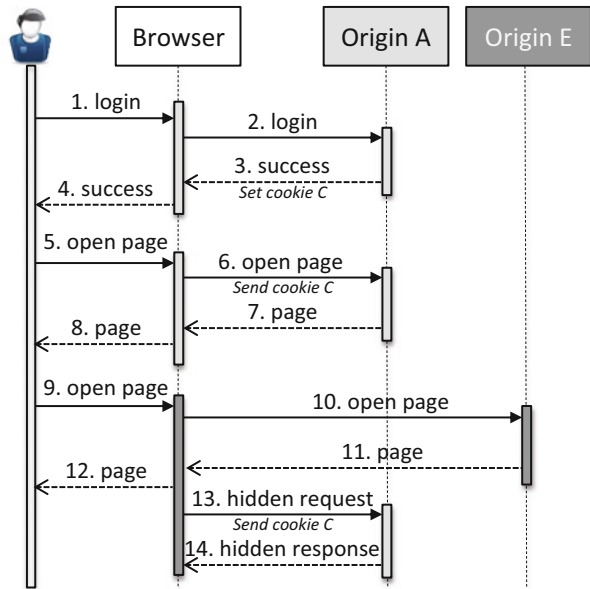 Browser
Origin A
Origin E
1. login
2. login
3. success
Set cookie C
4. success
5. open page
6. open page
Send cookie C
7. page
8. page
9. open page
10. open page
11. page
12. page
13. hidden request
Send cookie C
14. hidden response